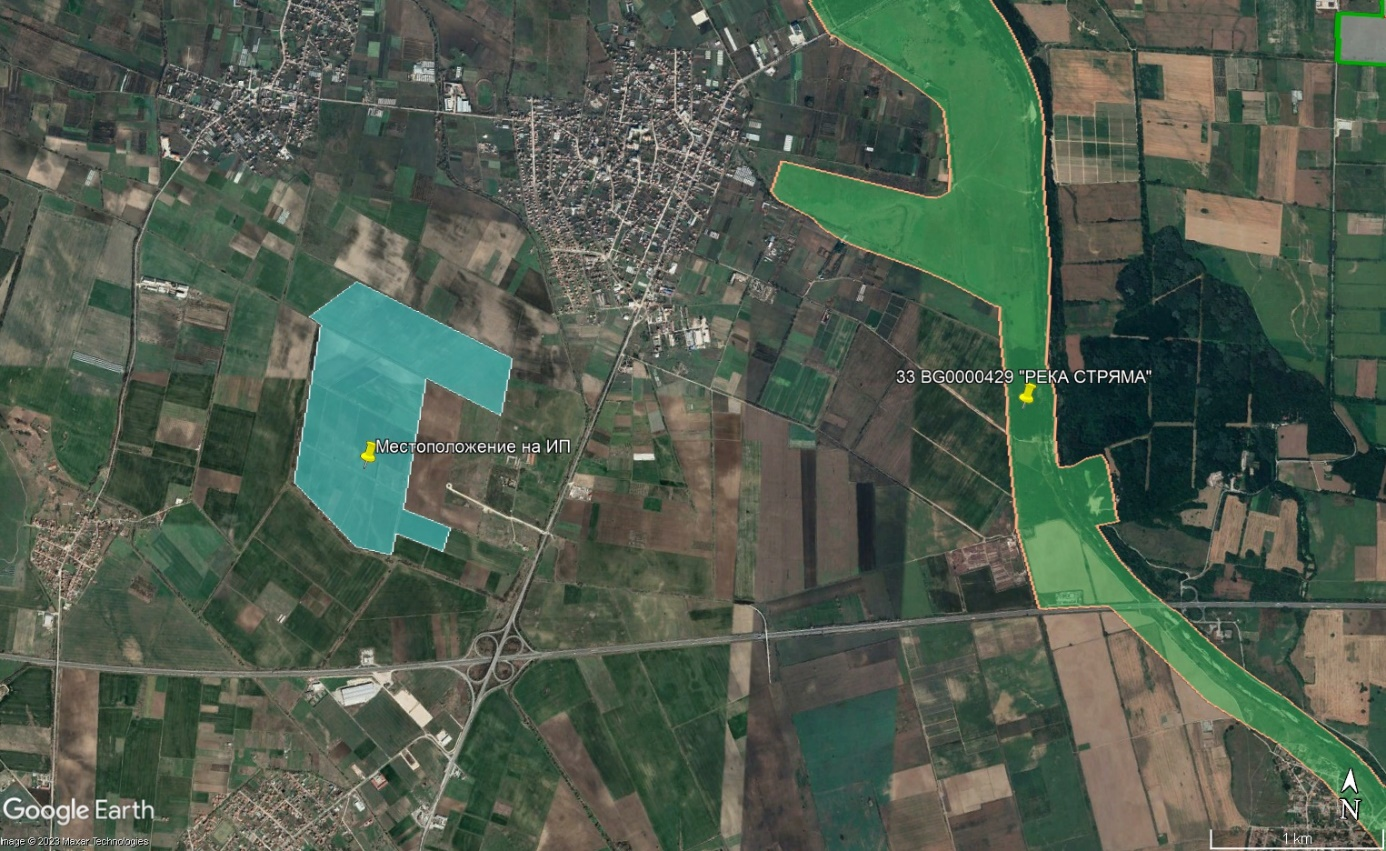 33 BG0000429 "РЕКА СТРЯМА"
Местоположение на ИП
Google Earth
N
Image © 2023 Maxar Technologies
1 km